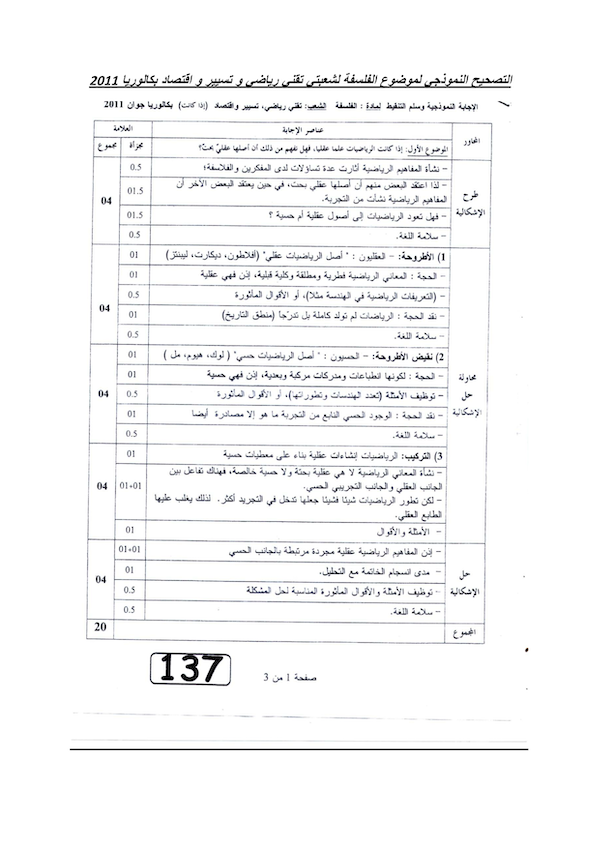 التصحيح النموذجي لموضوع الفلسفة لشعبتي تقني رياضي و تسيير و اقتصاد بكالوريا 2011
الإجابة النموذجية وسلم التنقيط لمادة : الفلسفة الشعب: تقني رياضي، تسيير واقتصاد (إذا كانت) بكالوريا جوان 2011
المحاور
عناصر الإجابة
العلامة
مجزأة
مجموع
الموضوع الأول: إذا كانت الرياضيات علما عقليا، فهل نفهم من ذلك أن أصلها عقليّ بحث؟
طرح
الإشكالية
- نشأة المفاهيم الرياضية أثارت عدة تساؤلات لدى المفكرين والفلاسفة؛
0.5
- لذا اعتقد البعض منهم أن أصلها عقلي بحت، في حين يعتقد البعض الآخر أن
المفاهيم الرياضية نشأت من التجربة.
01.5
- فهل تعود الرياضيات إلى أصول عقلية أم حسية ؟
01.5
- سلامة اللغة.
0.5
04
محاولة
حل
الإشكالية
1) الأطروحة: - العقليون : " أصل الرياضيات عقلي" (أفلاطون، ديكارت، ليبنتز)
01
- الحجة : المعاني الرياضية فطرية ومطلقة وكلية قبلية، إذن فهي عقلية
01
- (التعريفات الرياضية في الهندسة مثلا)، أو الأقوال المأثورة
0.5
- نقد الحجة : الرياضات لم تولد كاملة بل تدرّجاً (منطق التاريخ)
01
- سلامة اللغة.
0.5
04
2) نقيض الأطروحة: - الحسيون : " أصل الرياضيات حسي" ( لوك، هيوم، مل )
01
- الحجة : لكونها انطباعات ومدركات مركبة وبعدية، إذن فهي حسية
01
- توظيف الأمثلة (تعدد الهندسات وتطوراتها)، أو الأقوال المأثورة
0.5
- نقد الحجة : الوجود الحسي النابع من التجربة ما هو إلا مصادرة أيضا
01
- سلامة اللغة.
0.5
04
3) التركيب: الرياضيات إنشاءات عقلية بناء على معطيات حسية
01
- نشأة المعاني الرياضية لا هي عقلية بحتة ولا حسية خالصة، فهناك تفاعل بين
الجانب العقلي والجانب التجريبي الحسي.
- لكن تطور الرياضيات شيئا فشيئا جعلها تدخل في التجريد أكثر. لذلك يغلب عليها
الطابع العقلي.
01+01
- الأمثلة والأقوال
01
04
حل
الإشكالية
- إذن المفاهيم الرياضية عقلية مجردة مرتبطة بالجانب الحسي
01+01
- مدى انسجام الخاتمة مع التحليل.
01
- توظيف الأمثلة والأقوال المأثورة المناسبة لحل المشكلة
0.5
- سلامة اللغة.
0.5
04
المجموع
20
137
صفحة 1 من 3